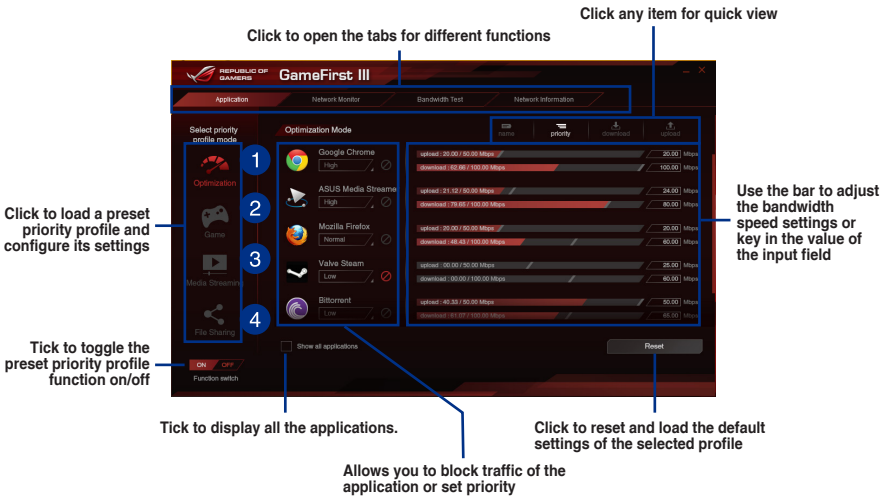 Click any item for quick view
Click to open the tabs for different functions
REPUBLIC OF
GAMERS
GameFirst III
Application
Network Monitor
Bandwidth Test
Network Information
Select priority
profile mode
Optimization Mode
name
priority
download
upload
1
Optimization
2
Game
3
Media Streaming
4
File Sharing
Google Chrome
High
upload : 20.00 / 50.00 Mbps
20.00 Mbps
download : 62.66 / 100.00 Mbps
100.00 Mbps
ASUS Media Streame
High
upload : 21.12 / 50.00 Mbps
24.00 Mbps
download : 79.65 / 100.00 Mbps
80.00 Mbps
Mozilla Firefox
Normal
upload : 20.00 / 50.00 Mbps
20.00 Mbps
download : 48.43 / 100.00 Mbps
60.00 Mbps
Valve Steam
Low
upload : 00.00 / 50.00 Mbps
25.00 Mbps
download : 00.00 / 100.00 Mbps
60.00 Mbps
Bittorrent
Low
upload : 40.33 / 50.00 Mbps
50.00 Mbps
download : 61.07 / 100.00 Mbps
65.00 Mbps
Show all applications
Reset
ON
OFF
Function switch
Click to load a preset
priority profile and
configure its settings
Use the bar to adjust
the bandwidth
speed settings or
key in the value of
the input field
Tick to toggle the
preset priority profile
function on/off
Tick to display all the applications.
Click to reset and load the default
settings of the selected profile
Allows you to block traffic of the
application or set priority